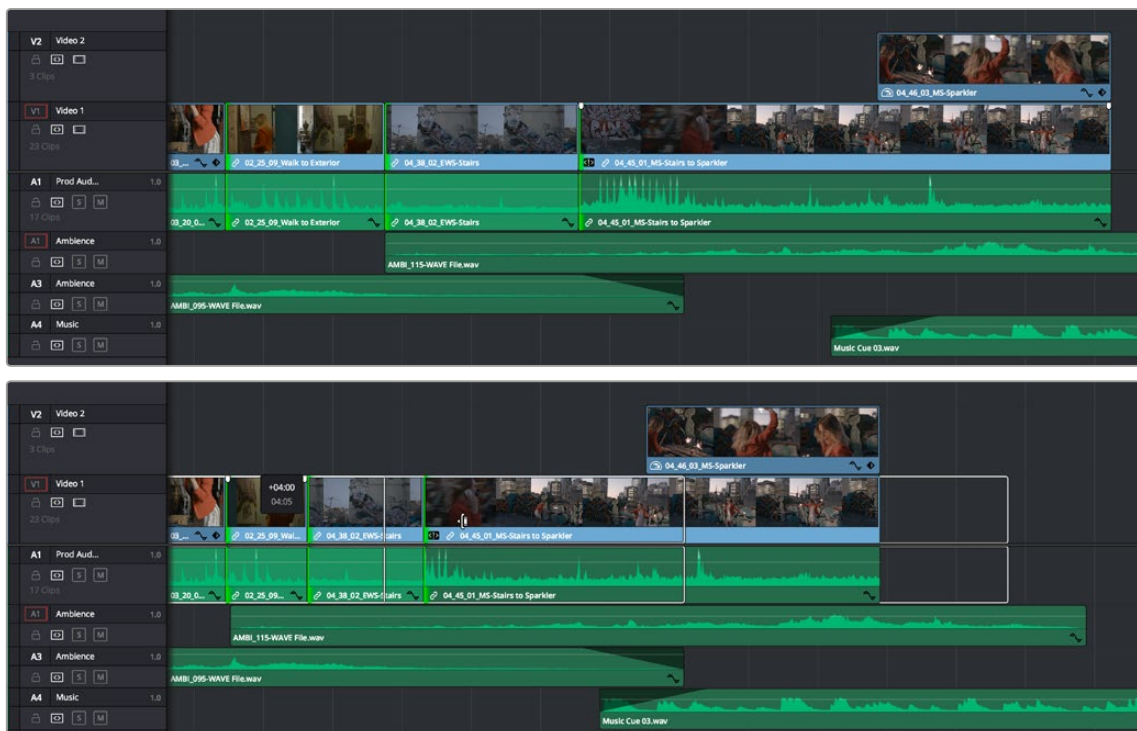 V2 Video 2
3 Clips
04_46_03_MS-Sparkler
V1 Video 1
23 Clips
03_... 02_25_09_Walk to Exterior 04_38_02_EWS-Stairs 04_45_01_MS-Stairs to Sparkler
A1 Prod Aud... 1.0
S M
17 Clips
03_20_0... 02_25_09_Walk to Exterior 04_38_02_EWS-Stairs 04_45_01_MS-Stairs to Sparkler
A1 Ambience 1.0
S M
AMBI_115-WAVE File.wav
A3 Ambience 1.0
S M
AMBI_095-WAVE File.wav
A4 Music 1.0
S M
Music Cue 03.wav
V2 Video 2
3 Clips
04_46_03_MS-Sparkler
V1 Video 1
+04:00
04:05
23 Clips
03_... 02_25_09_Wal... 04_38_02_EWS-Stairs 04_45_01_MS-Stairs to Sparkler
A1 Prod Aud... 1.0
S M
17 Clips
03_20_0... 02_25_09... 04_38_02_EWS-Stairs 04_45_01_MS-Stairs to Sparkler
A1 Ambience 1.0
S M
AMBI_115-WAVE File.wav
A3 Ambience 1.0
S M
AMBI_095-WAVE File.wav
A4 Music 1.0
S M
Music Cue 03.wav